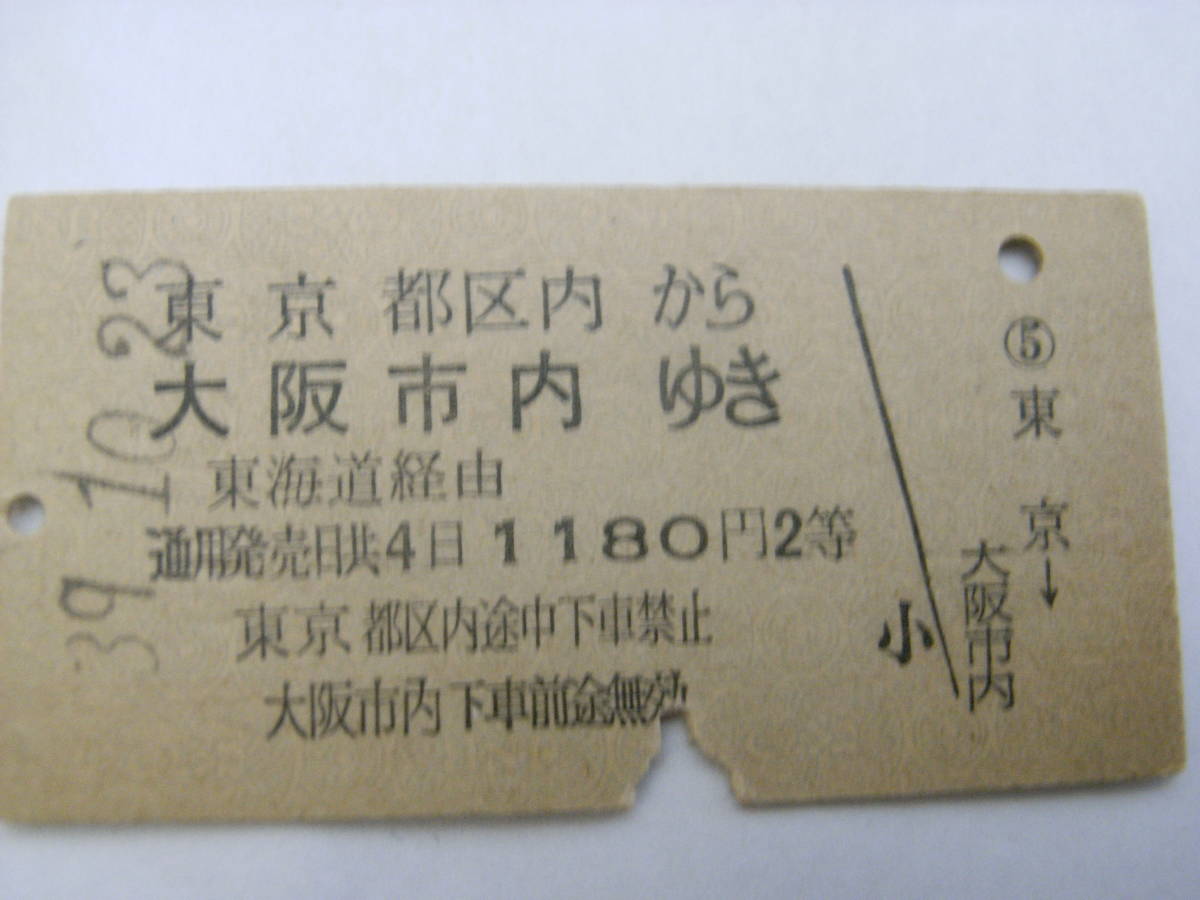 東京都区内から
大阪市内ゆき
東海道経由
通用発売日共4日 1180円2等
東京都区内途中下車禁止
大阪市内下車前途無効
39.10.23
小
⑤東京→
大阪市内